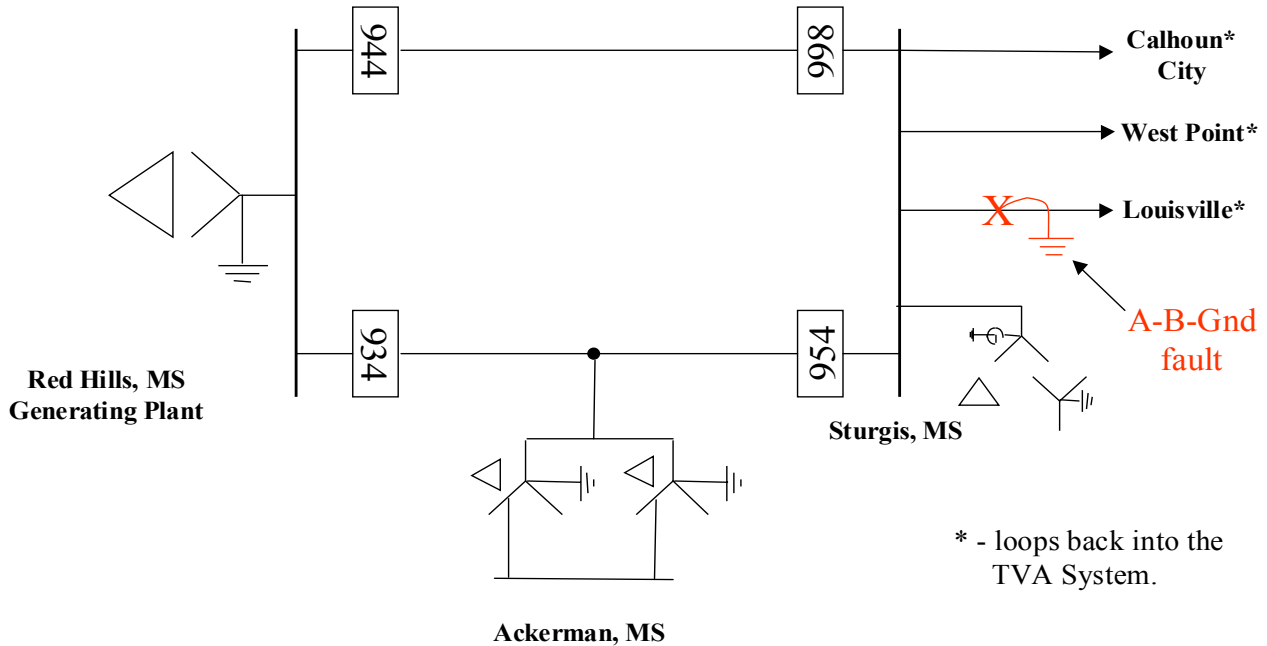 944
Calhoun*
City
West Point*
Louisville*
X
A-B-Gnd
fault
934
954
Red Hills, MS
Generating Plant
Sturgis, MS
* - loops back into the
TVA System.
Ackerman, MS